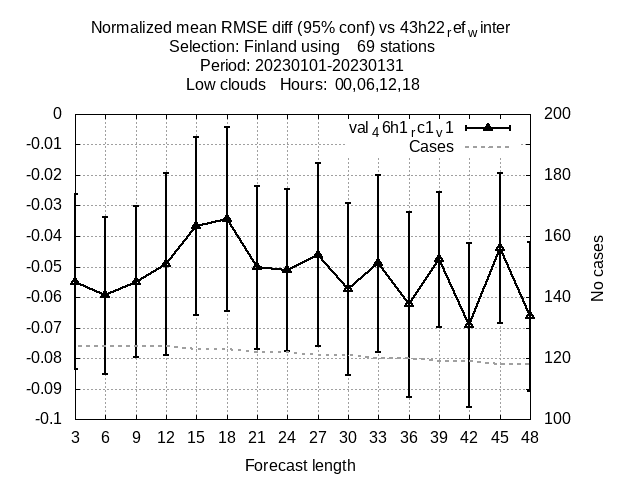 Normalized mean RMSE diff (95% conf) vs 43h22refwinter
Selection: Finland using 69 stations
Period: 20230101-20230131
Low clouds Hours: 00,06,12,18
0 200
val46h1rc1v1
-0.01
Cases
-0.02 180
-0.03
-0.04 160
-0.05
-0.06 140
-0.07
-0.08 120
-0.09
-0.1 100
No cases
3 6 9 12 15 18 21 24 27 30 33 36 39 42 45 48
Forecast length